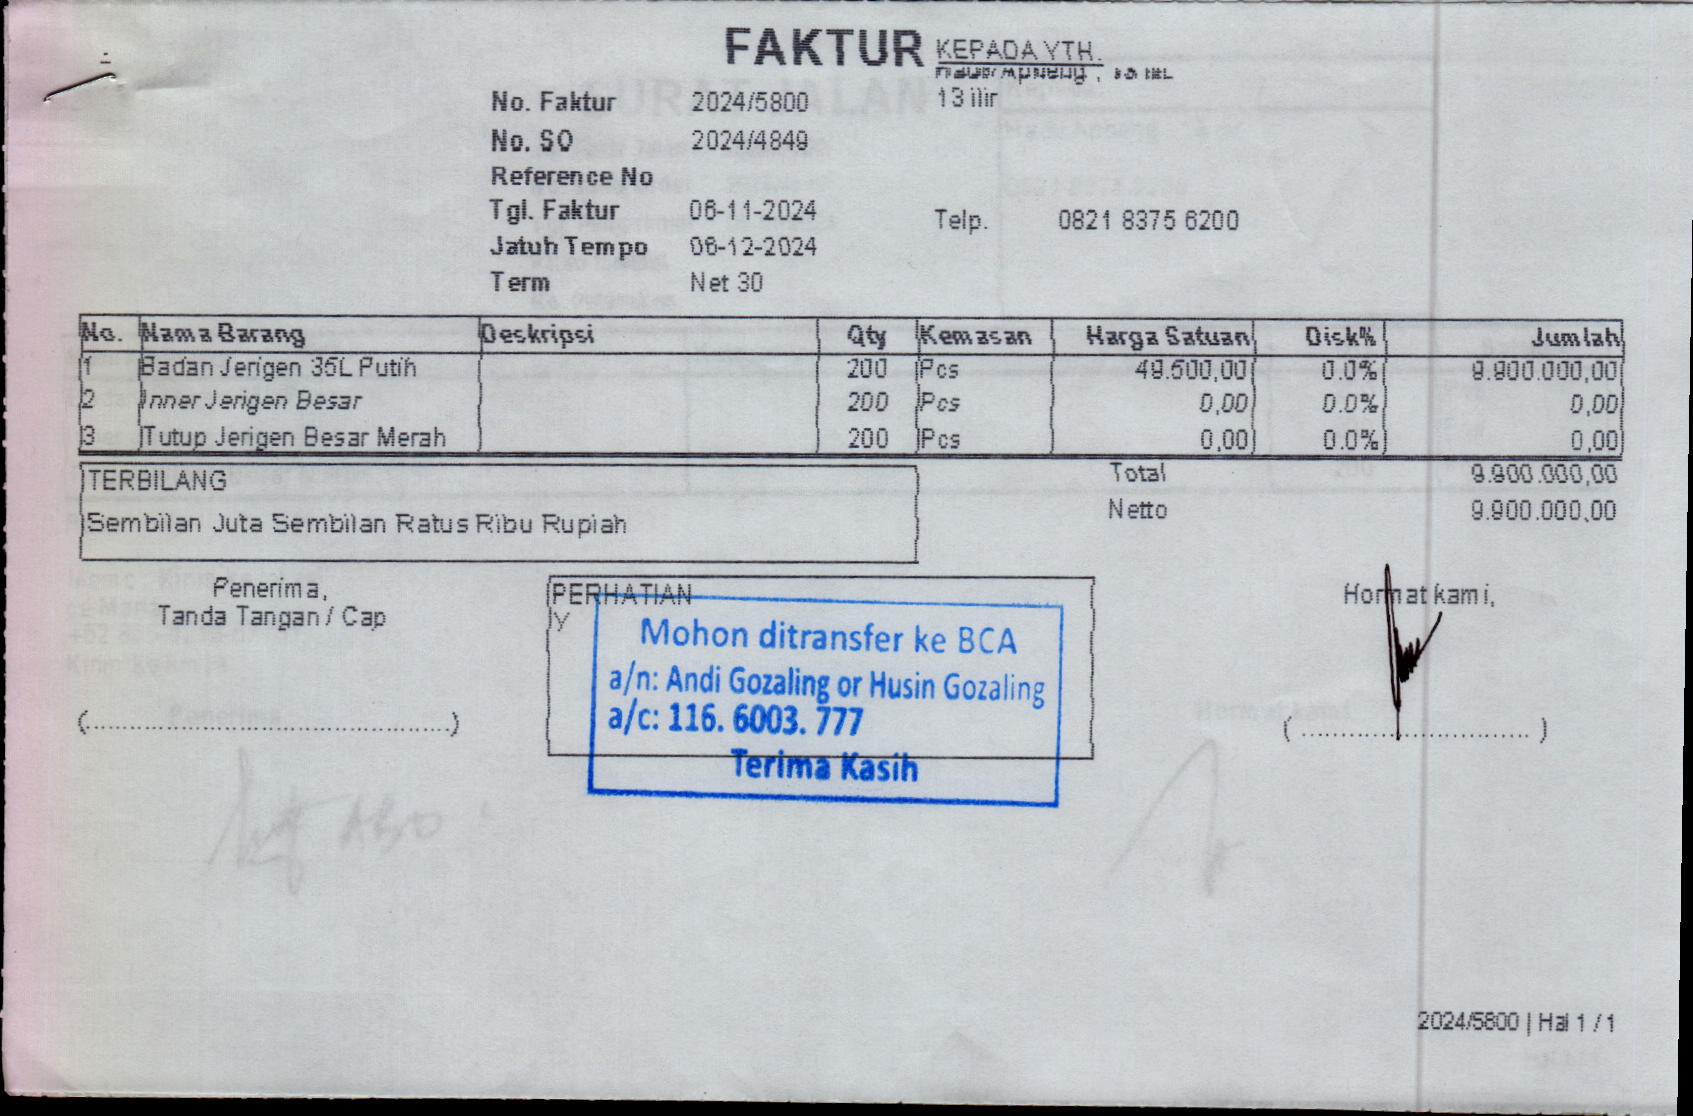 FAKTUR
KEPADA YTH.
13 ilir
No. Faktur 2024/5800
No. SO 2024/4849
Reference No
Tgl. Faktur 06-11-2024
Telp. 0821 8375 6200
Jatuh Tempo 06-12-2024
Term Net 30
No. Nama Barang Deskripsi Qty Kemasan Harga Satuan Disk% Jumlah
1 Badan Jerigen 35L Putih 200 Pcs 49.500,00 0.0% 9.900.000,00
2 Inner Jerigen Besar 200 Pcs 0,00 0.0% 0,00
3 Tutup Jerigen Besar Merah 200 Pcs 0,00 0.0% 0,00
TERBILANG
Sembilan Juta Sembilan Ratus Ribu Rupiah
Total 9.900.000,00
Netto 9.900.000,00
Penerima,
Tanda Tangan / Cap
(................................................)
PERHATIAN
Y
Mohon ditransfer ke BCA
a/n: Andi Gozaling or Husin Gozaling
a/c: 116. 6003. 777
Terima Kasih
Hormat kami,
( .............................. )
2024/5800 | Hal 1 / 1